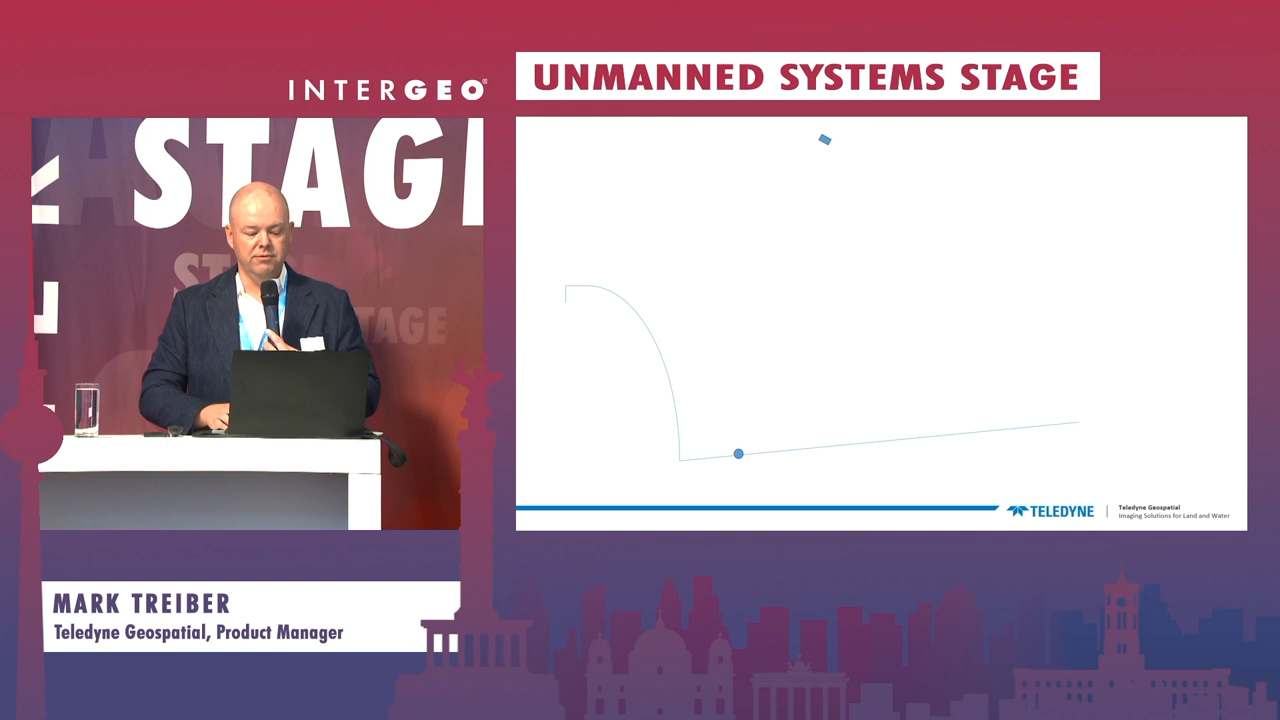 INTERGEO®
UNMANNED SYSTEMS STAGE
STAGE
TAGE
TELEDYNE
Teledyne Geospatial
Imaging Solutions for Land and Water
MARK TREIBER
Teledyne Geospatial, Product Manager